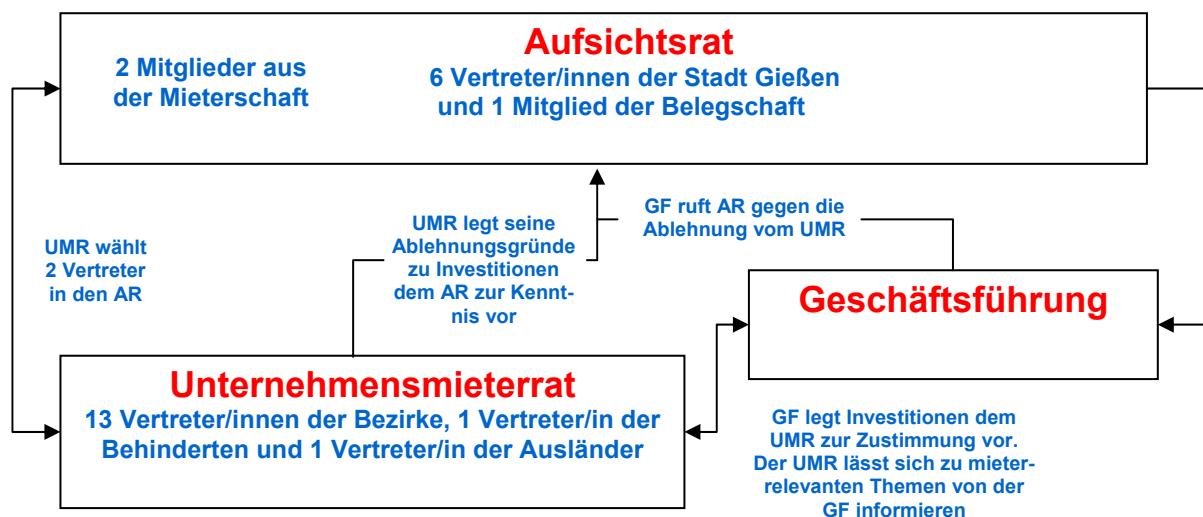 Aufsichtsrat
2 Mitglieder aus
der Mieterschaft
6 Vertreter/innen der Stadt Gießen
und 1 Mitglied der Belegschaft
UMR wählt
2 Vertreter
in den AR
UMR legt seine
Ablehnungsgründe
zu Investitionen
dem AR zur Kennt-
nis vor
GF ruft AR gegen die
Ablehnung vom UMR
Geschäftsführung
Unternehmensmieterrat
13 Vertreter/innen der Bezirke, 1 Vertreter/in der
Behinderten und 1 Vertreter/in der Ausländer
GF legt Investitionen dem
UMR zur Zustimmung vor.
Der UMR lässt sich zu mieter-
relevanten Themen von der
GF informieren